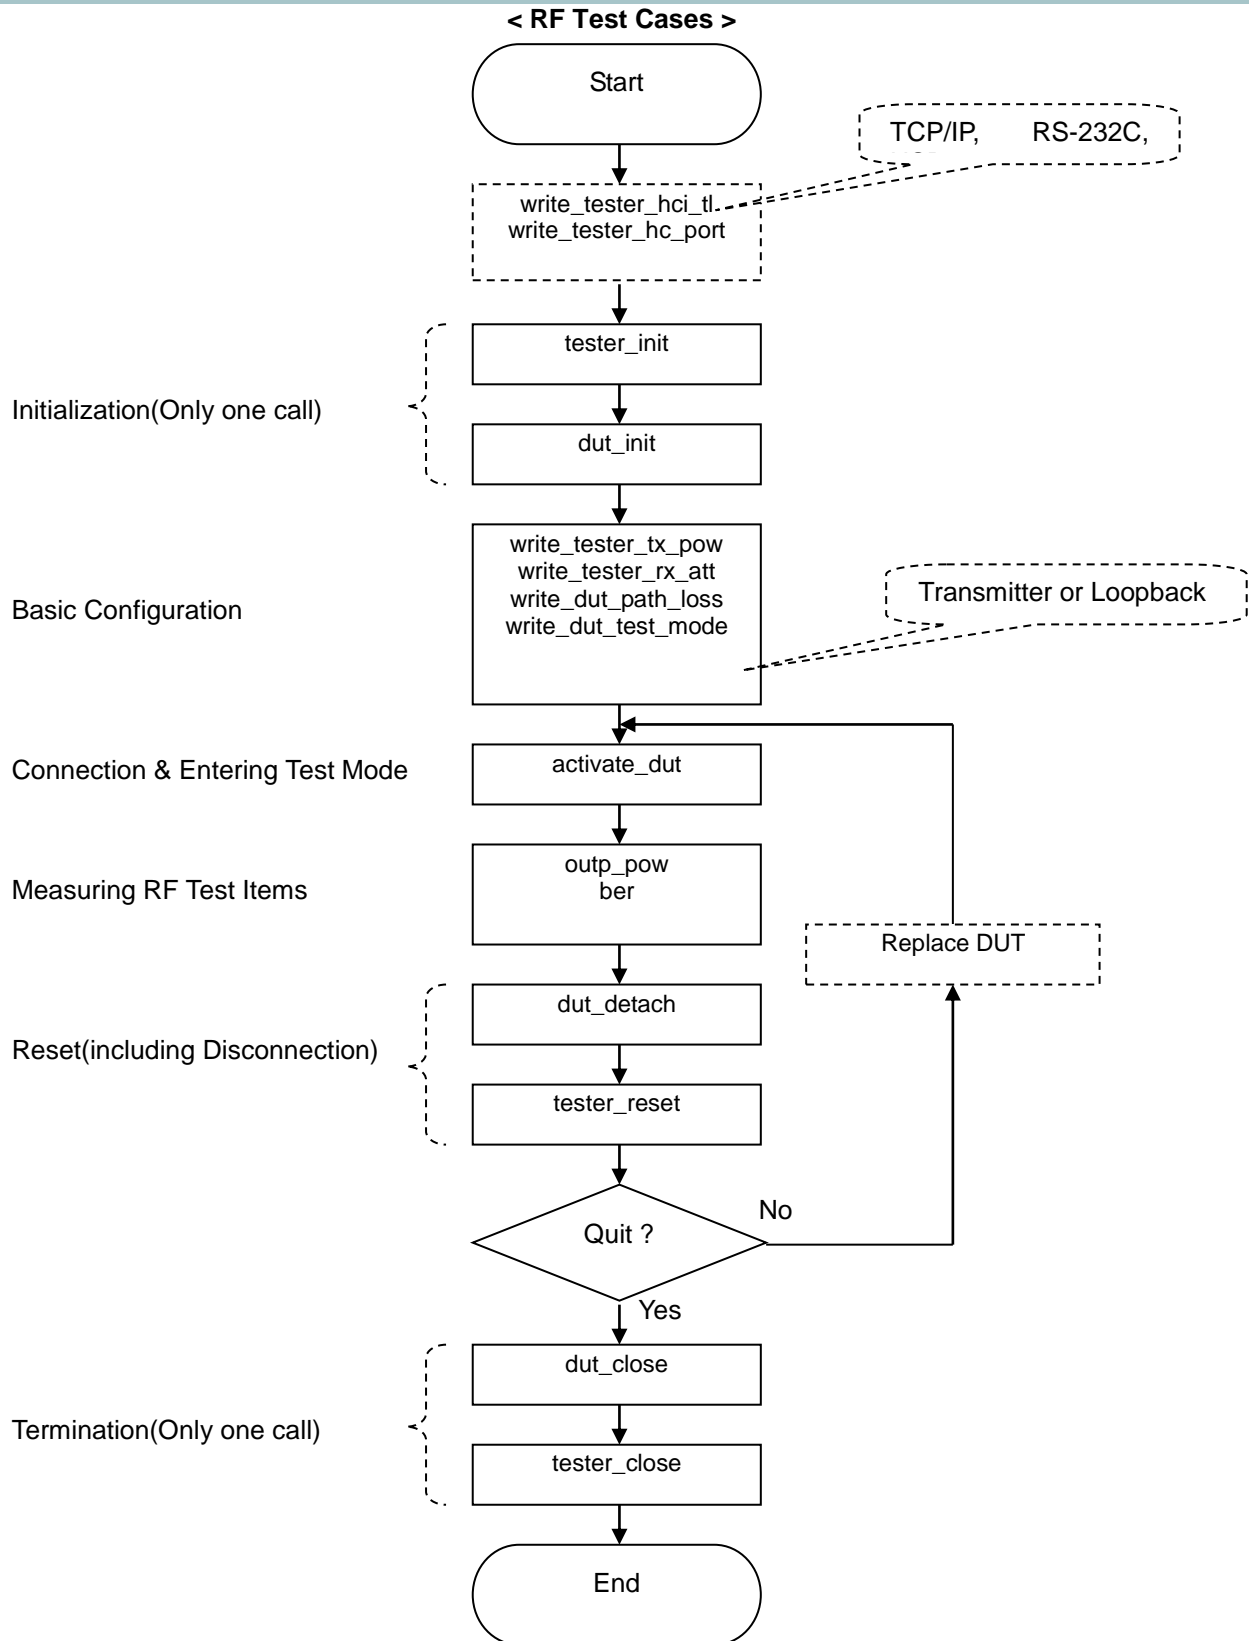 < RF Test Cases >
Start
TCP/IP, RS-232C,
write_tester_hci_tl
write_tester_hc_port
tester_init
Initialization(Only one call)
dut_init
write_tester_tx_pow
write_tester_rx_att
write_dut_path_loss
write_dut_test_mode
Transmitter or Loopback
Basic Configuration
activate_dut
Connection & Entering Test Mode
outp_pow
ber
Measuring RF Test Items
Replace DUT
dut_detach
Reset(including Disconnection)
tester_reset
No
Quit ?
Yes
dut_close
Termination(Only one call)
tester_close
End